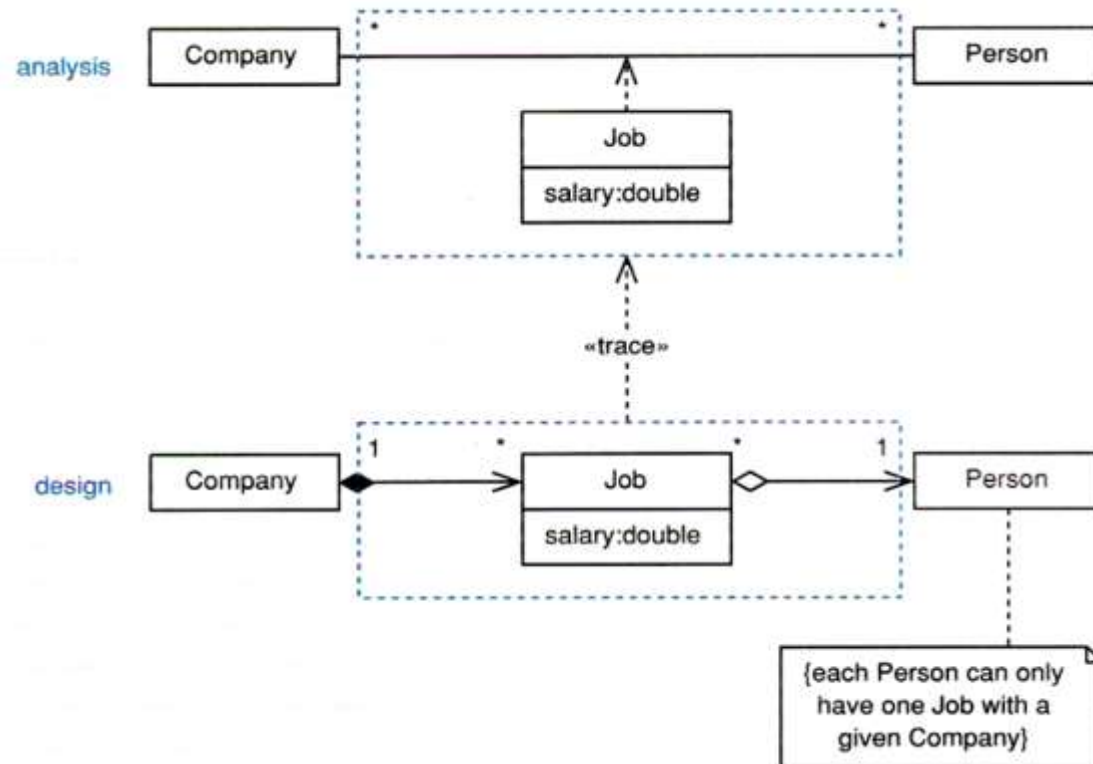 * *
analysis Company Person
Job
salary:double
«trace»
1 * * 1
design Company Job Person
salary:double
{each Person can only
have one Job with a
given Company}